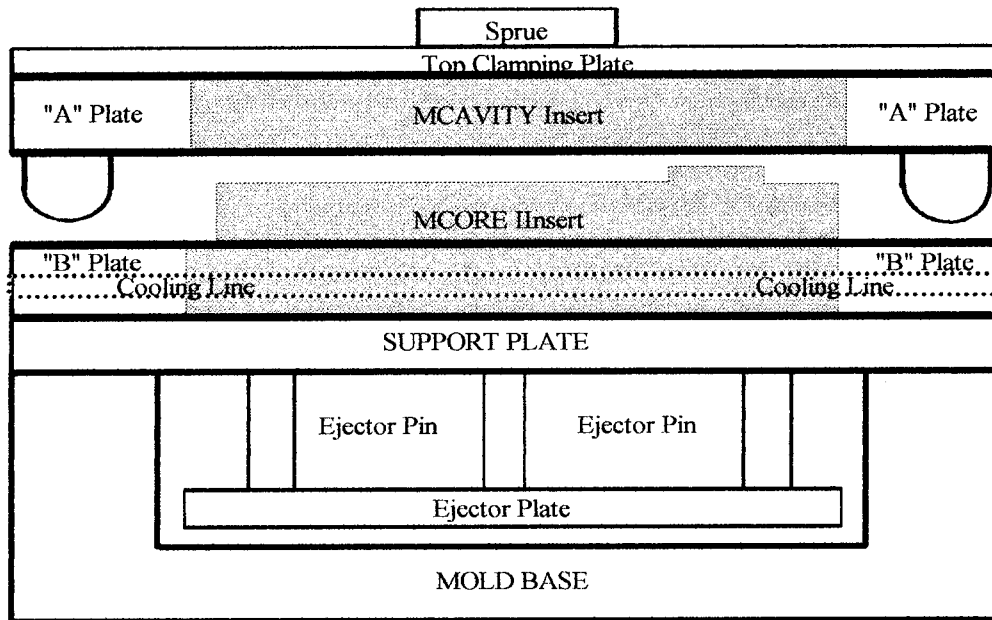 Sprue
Top Clamping Plate
"A" Plate
MCAVITY Insert
"A" Plate
MCORE IInsert
"B" Plate
"B" Plate
Cooling Line
Cooling Line
SUPPORT PLATE
Ejector Pin
Ejector Pin
Ejector Plate
MOLD BASE